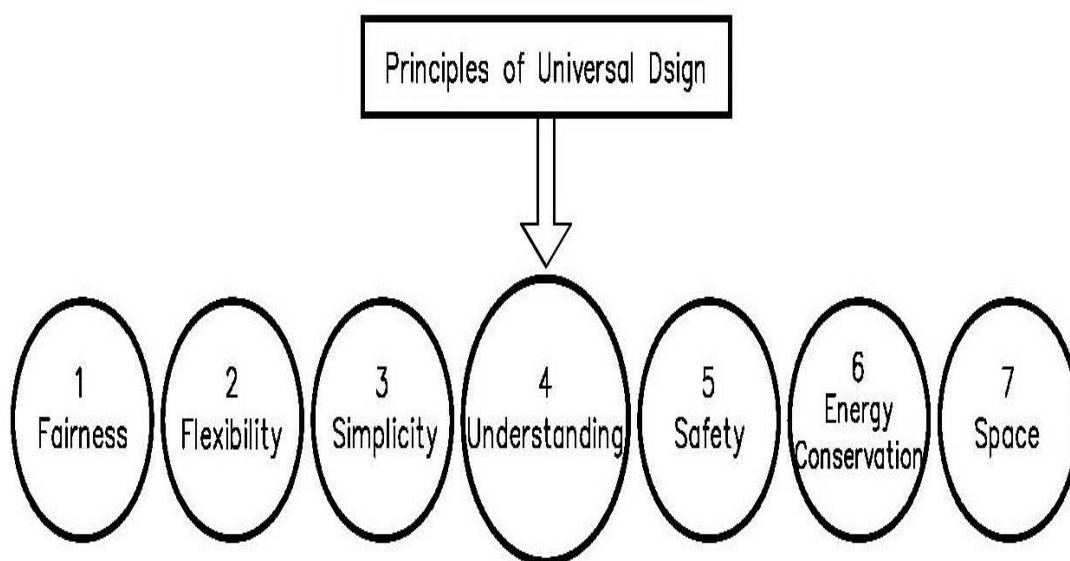 Principles of Universal Dsign
1
Fairness
2
Flexibility
3
Simplicity
4
Understanding
5
Safety
6
Energy
Conservation
7
Space